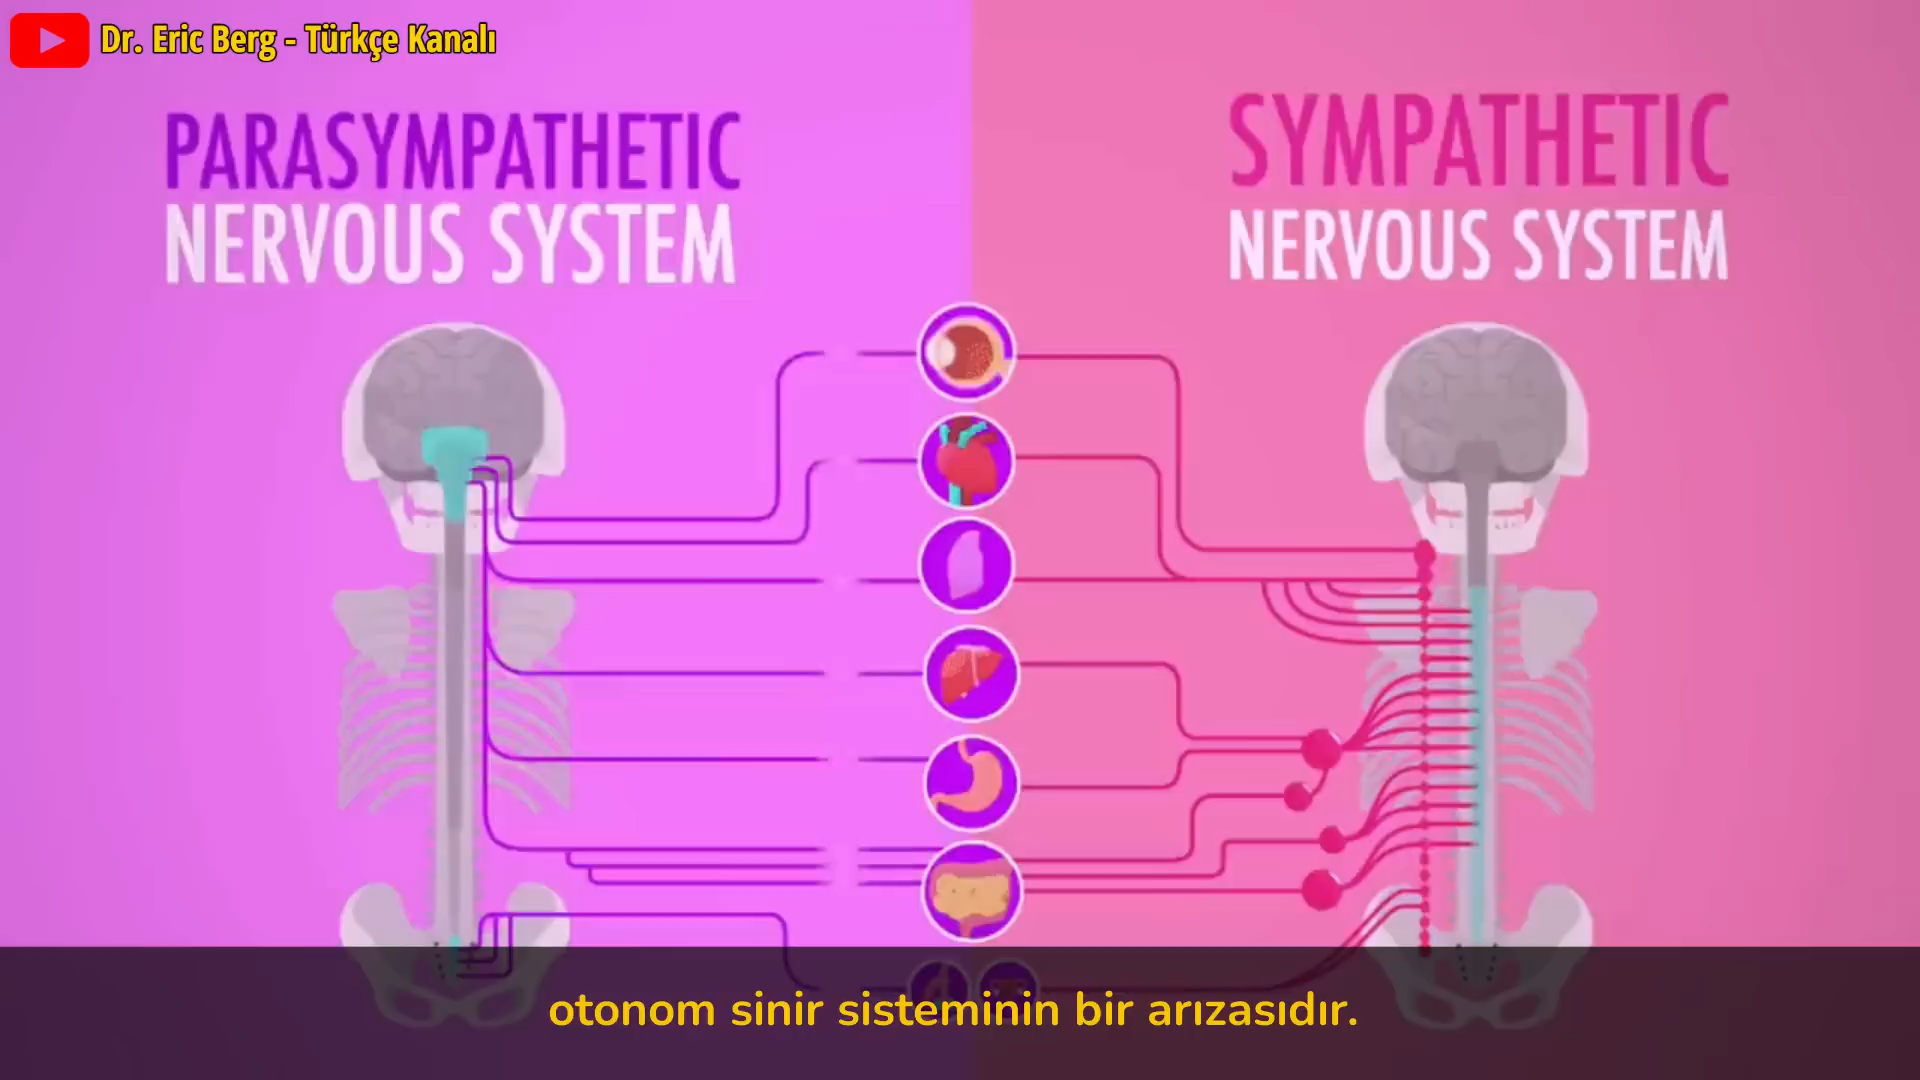 Dr. Eric Berg - Türkçe Kanalı
PARASYMPATHETIC
NERVOUS SYSTEM
SYMPATHETIC
NERVOUS SYSTEM
otonom sinir sisteminin bir arızasıdır.